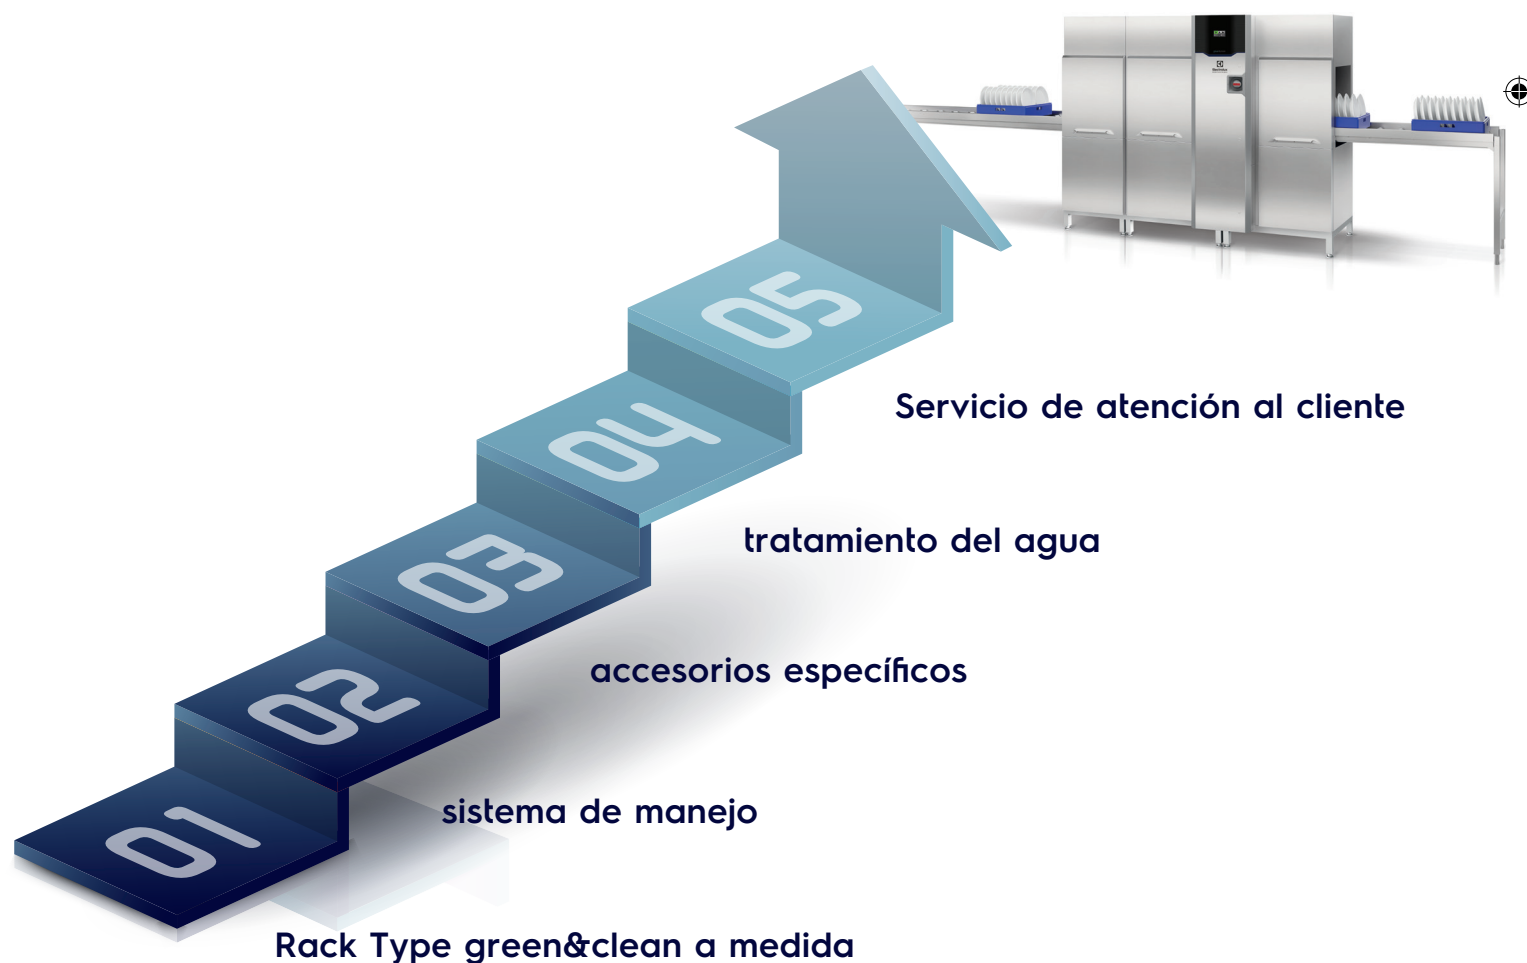 05
Servicio de atención al cliente
04
tratamiento del agua
03
accesorios específicos
02
sistema de manejo
01
Rack Type green&clean a medida